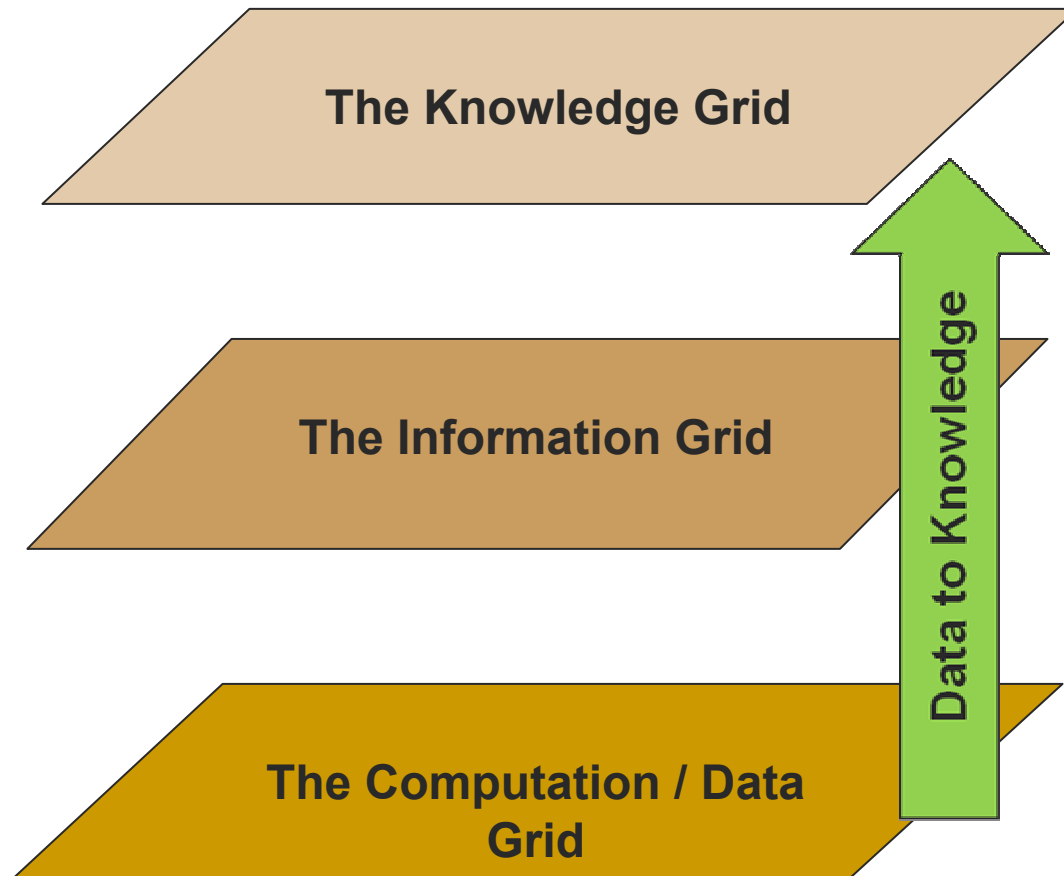 The Knowledge Grid
The Information Grid
Data to Knowledge
The Computation / Data
Grid